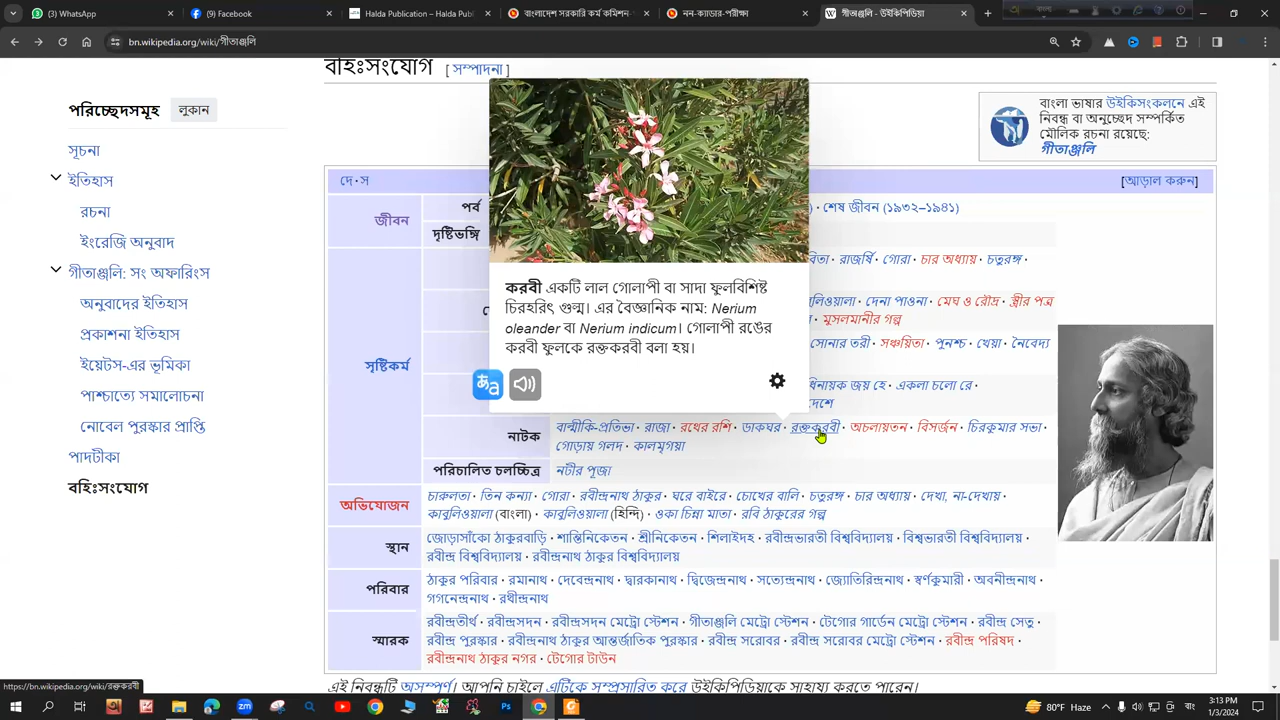 (3) WhatsApp
(9) Facebook
Halda Publication - Halda Publ
বাংলাদেশ সরকারি কর্ম কমিশন-
নন-ক্যাডার-পরীক্ষা
গীতাঞ্জলি - উইকিপিডিয়া
bn.wikipedia.org/wiki/গীতাঞ্জলি
বহিঃসংযোগ [ সম্পাদনা ]
পরিচ্ছেদসমূহ লুকান
সূচনা
ইতিহাস
রচনা
ইংরেজি অনুবাদ
গীতাঞ্জলি: সং অফারিংস
অনুবাদের ইতিহাস
প্রকাশনা ইতিহাস
ইয়েটস-এর ভূমিকা
পাশ্চাত্যে সমালোচনা
নোবেল পুরস্কার প্রাপ্তি
পাদটীকা
বহিঃসংযোগ
বাংলা ভাষার উইকিসংকলনে এই
নিবন্ধ বা অনুচ্ছেদ সম্পর্কিত
মৌলিক রচনা রয়েছে:
গীতাঞ্জলি
দে · স [আড়াল করুন]
জীবন
পর্ব ) · শেষ জীবন (১৯৩২–১৯৪১)
দৃষ্টিভঙ্গি
করবী একটি লাল গোলাপী বা সাদা ফুলবিশিষ্ট
চিরহরিৎ গুল্ম। এর বৈজ্ঞানিক নাম: Nerium
oleander বা Nerium indicum। গোলাপী রঙের
করবী ফুলকে রক্তকরবী বলা হয়।
সৃষ্টিকর্ম
· রাজর্ষি · গোরা · চার অধ্যায় · চতুরঙ্গ ·
· দেনা পাওনা · মেঘ ও রৌদ্র · স্ত্রীর পত্র
· মুসলমানীর গল্প
সোনার তরী · সঞ্চয়িতা · পুনশ্চ · খেয়া · নৈবেদ্য
জয় হে · একলা চলো রে ·
নাটক বাল্মীকি-প্রতিভা · রাজা · রথের রশি · ডাকঘর · রক্তকরবী · অচলায়তন · বিসর্জন · চিরকুমার সভা ·
গোড়ায় গলদ · কালমৃগয়া
পরিচালিত চলচ্চিত্র নটীর পূজা
অভিযোজন চারুলতা · তিন কন্যা · গোরা · রবীন্দ্রনাথ ঠাকুর · ঘরে বাইরে · চোখের বালি · চতুরঙ্গ · চার অধ্যায় · দেখা, না-দেখায় ·
কাবুলিওয়ালা (বাংলা) · কাবুলিওয়ালা (হিন্দি) · ওকা চিন্না মাতা · রবি ঠাকুরের গল্প
স্থান জোড়াসাঁকো ঠাকুরবাড়ি · শান্তিনিকেতন · শ্রীনিকেতন · শিলাইদহ · রবীন্দ্রভারতী বিশ্ববিদ্যালয় · বিশ্বভারতী বিশ্ববিদ্যালয় ·
রবীন্দ্র বিশ্ববিদ্যালয় · রবীন্দ্রনাথ ঠাকুর বিশ্ববিদ্যালয়
পরিবার ঠাকুর পরিবার · রমানাথ · দেবেন্দ্রনাথ · দ্বারকানাথ · দ্বিজেন্দ্রনাথ · সত্যেন্দ্রনাথ · জ্যোতিরিন্দ্রনাথ · স্বর্ণকুমারী · অবনীন্দ্রনাথ ·
গগনেন্দ্রনাথ · রথীন্দ্রনাথ
স্মারক রবীন্দ্রতীর্থ · রবীন্দ্রসদন · রবীন্দ্রসদন মেট্রো স্টেশন · গীতাঞ্জলি মেট্রো স্টেশন · টেগোর গার্ডেন মেট্রো স্টেশন · রবীন্দ্র সেতু ·
রবীন্দ্র পুরস্কার · রবীন্দ্রনাথ ঠাকুর আন্তর্জাতিক পুরস্কার · রবীন্দ্র সরোবর · রবীন্দ্র সরোবর মেট্রো স্টেশন · রবীন্দ্র পরিষদ ·
রবীন্দ্রনাথ ঠাকুর নগর · টেগোর টাউন
এই নিবন্ধটি অসম্পূর্ণ। আপনি চাইলে এটিকে সম্প্রসারিত করে উইকিপিডিয়াকে সাহায্য করতে পারেন।
https://bn.wikipedia.org/wiki/রক্তকরবী
80°F Haze
3:13 PM
1/3/2024